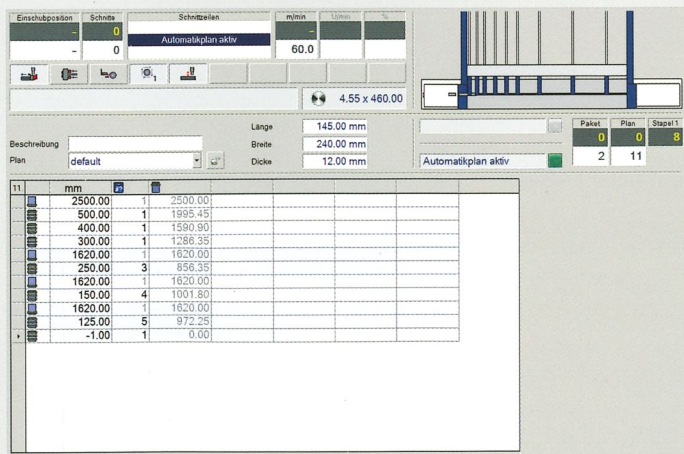 Einschubposition Schnitte Schnittzeilen m/min U/min %
- 0 -
Automatikplan aktiv
- 0 60.0
1
4.55 x 460.00
Länge 145.00 mm
Breite 240.00 mm
Dicke 12.00 mm
Beschreibung
Plan default
Automatikplan aktiv
Paket Plan Stapel 1
0 0 8
2 11
11 mm
2500.00 1 2500.00
500.00 1 1995.45
400.00 1 1590.90
300.00 1 1286.35
1620.00 1 1620.00
250.00 3 856.35
1620.00 1 1620.00
150.00 4 1001.80
1620.00 1 1620.00
125.00 5 972.25
-1.00 1 0.00